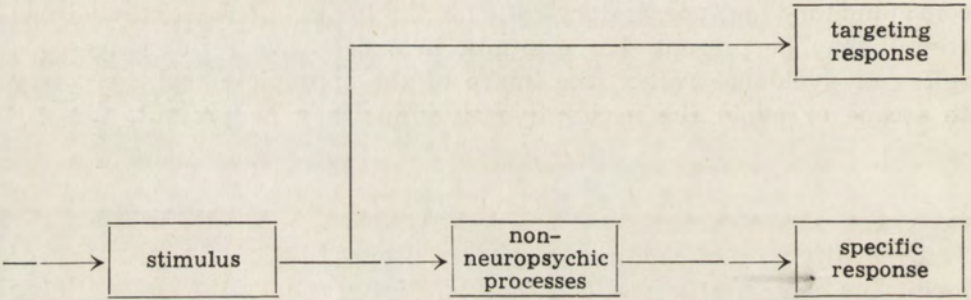 targeting
response
stimulus
non-
neuropsychic
processes
specific
response